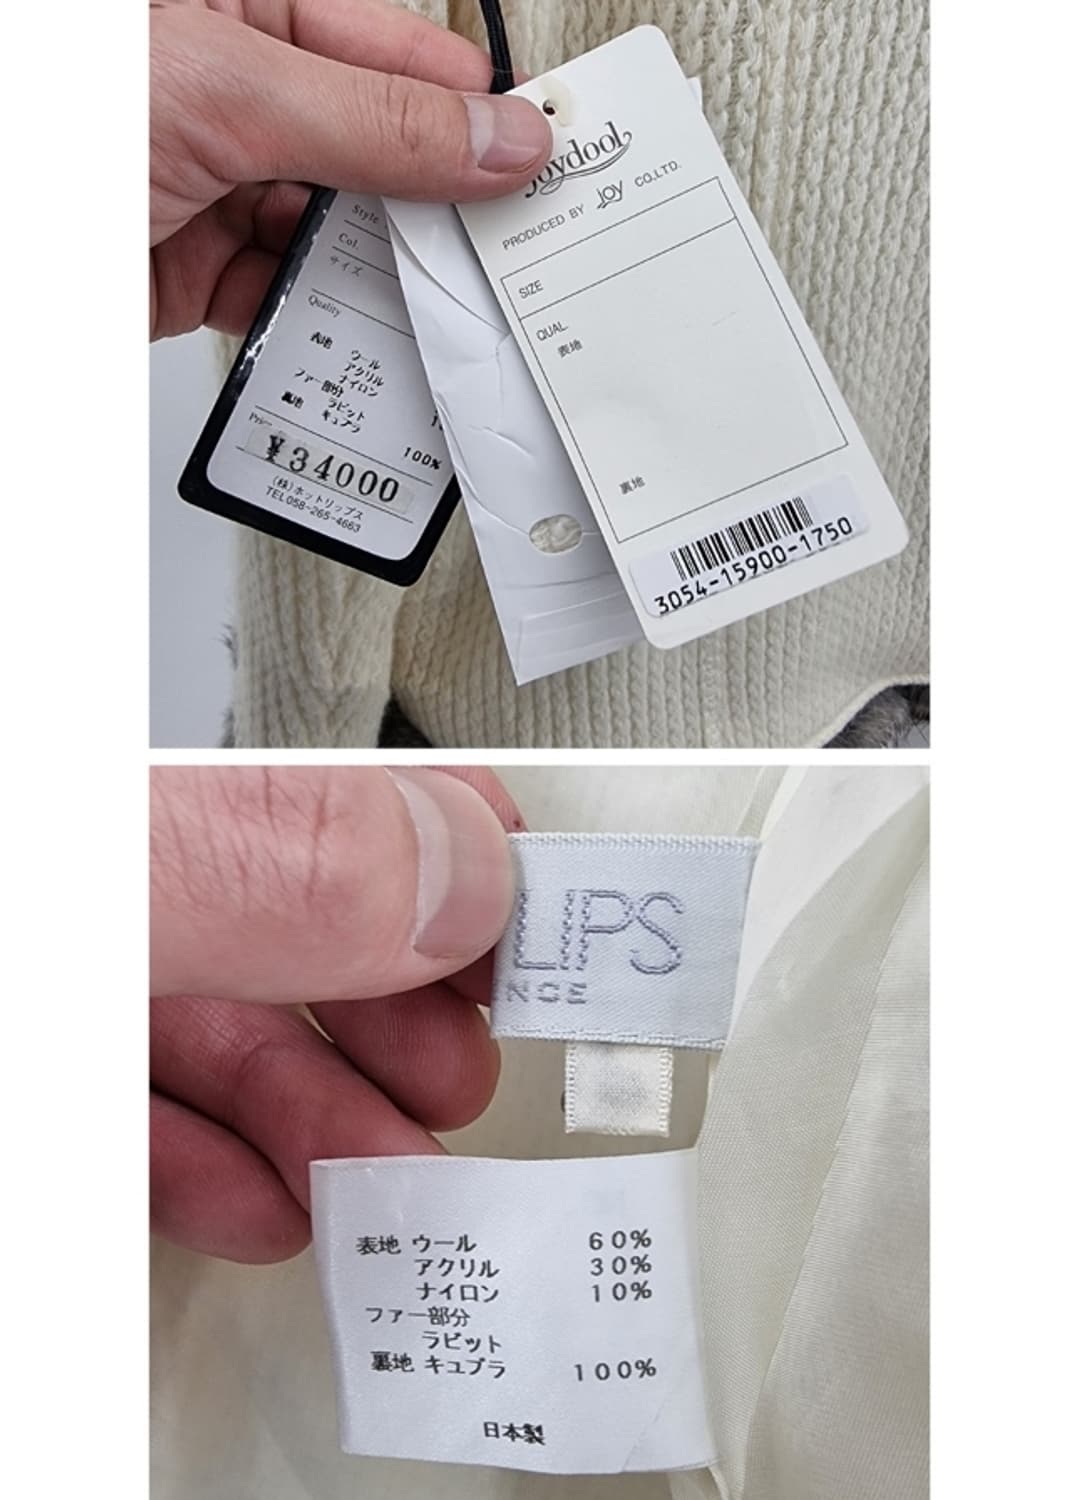 Style
Col.
サイズ
Quality
表地 ウール
アクリル
ナイロン
ファー部分
ラビット
裏地 キュプラ
100%
Price
¥34000
(株)ホットリップス
TEL 058-265-4663
joydool
PRODUCED BY joy CO.,LTD.
SIZE
QUAL.
表地
裏地
3054-15900-1750
LIPS
NCE
表地 ウール 60%
アクリル 30%
ナイロン 10%
ファー部分
ラビット
裏地 キュプラ 100%
日本製